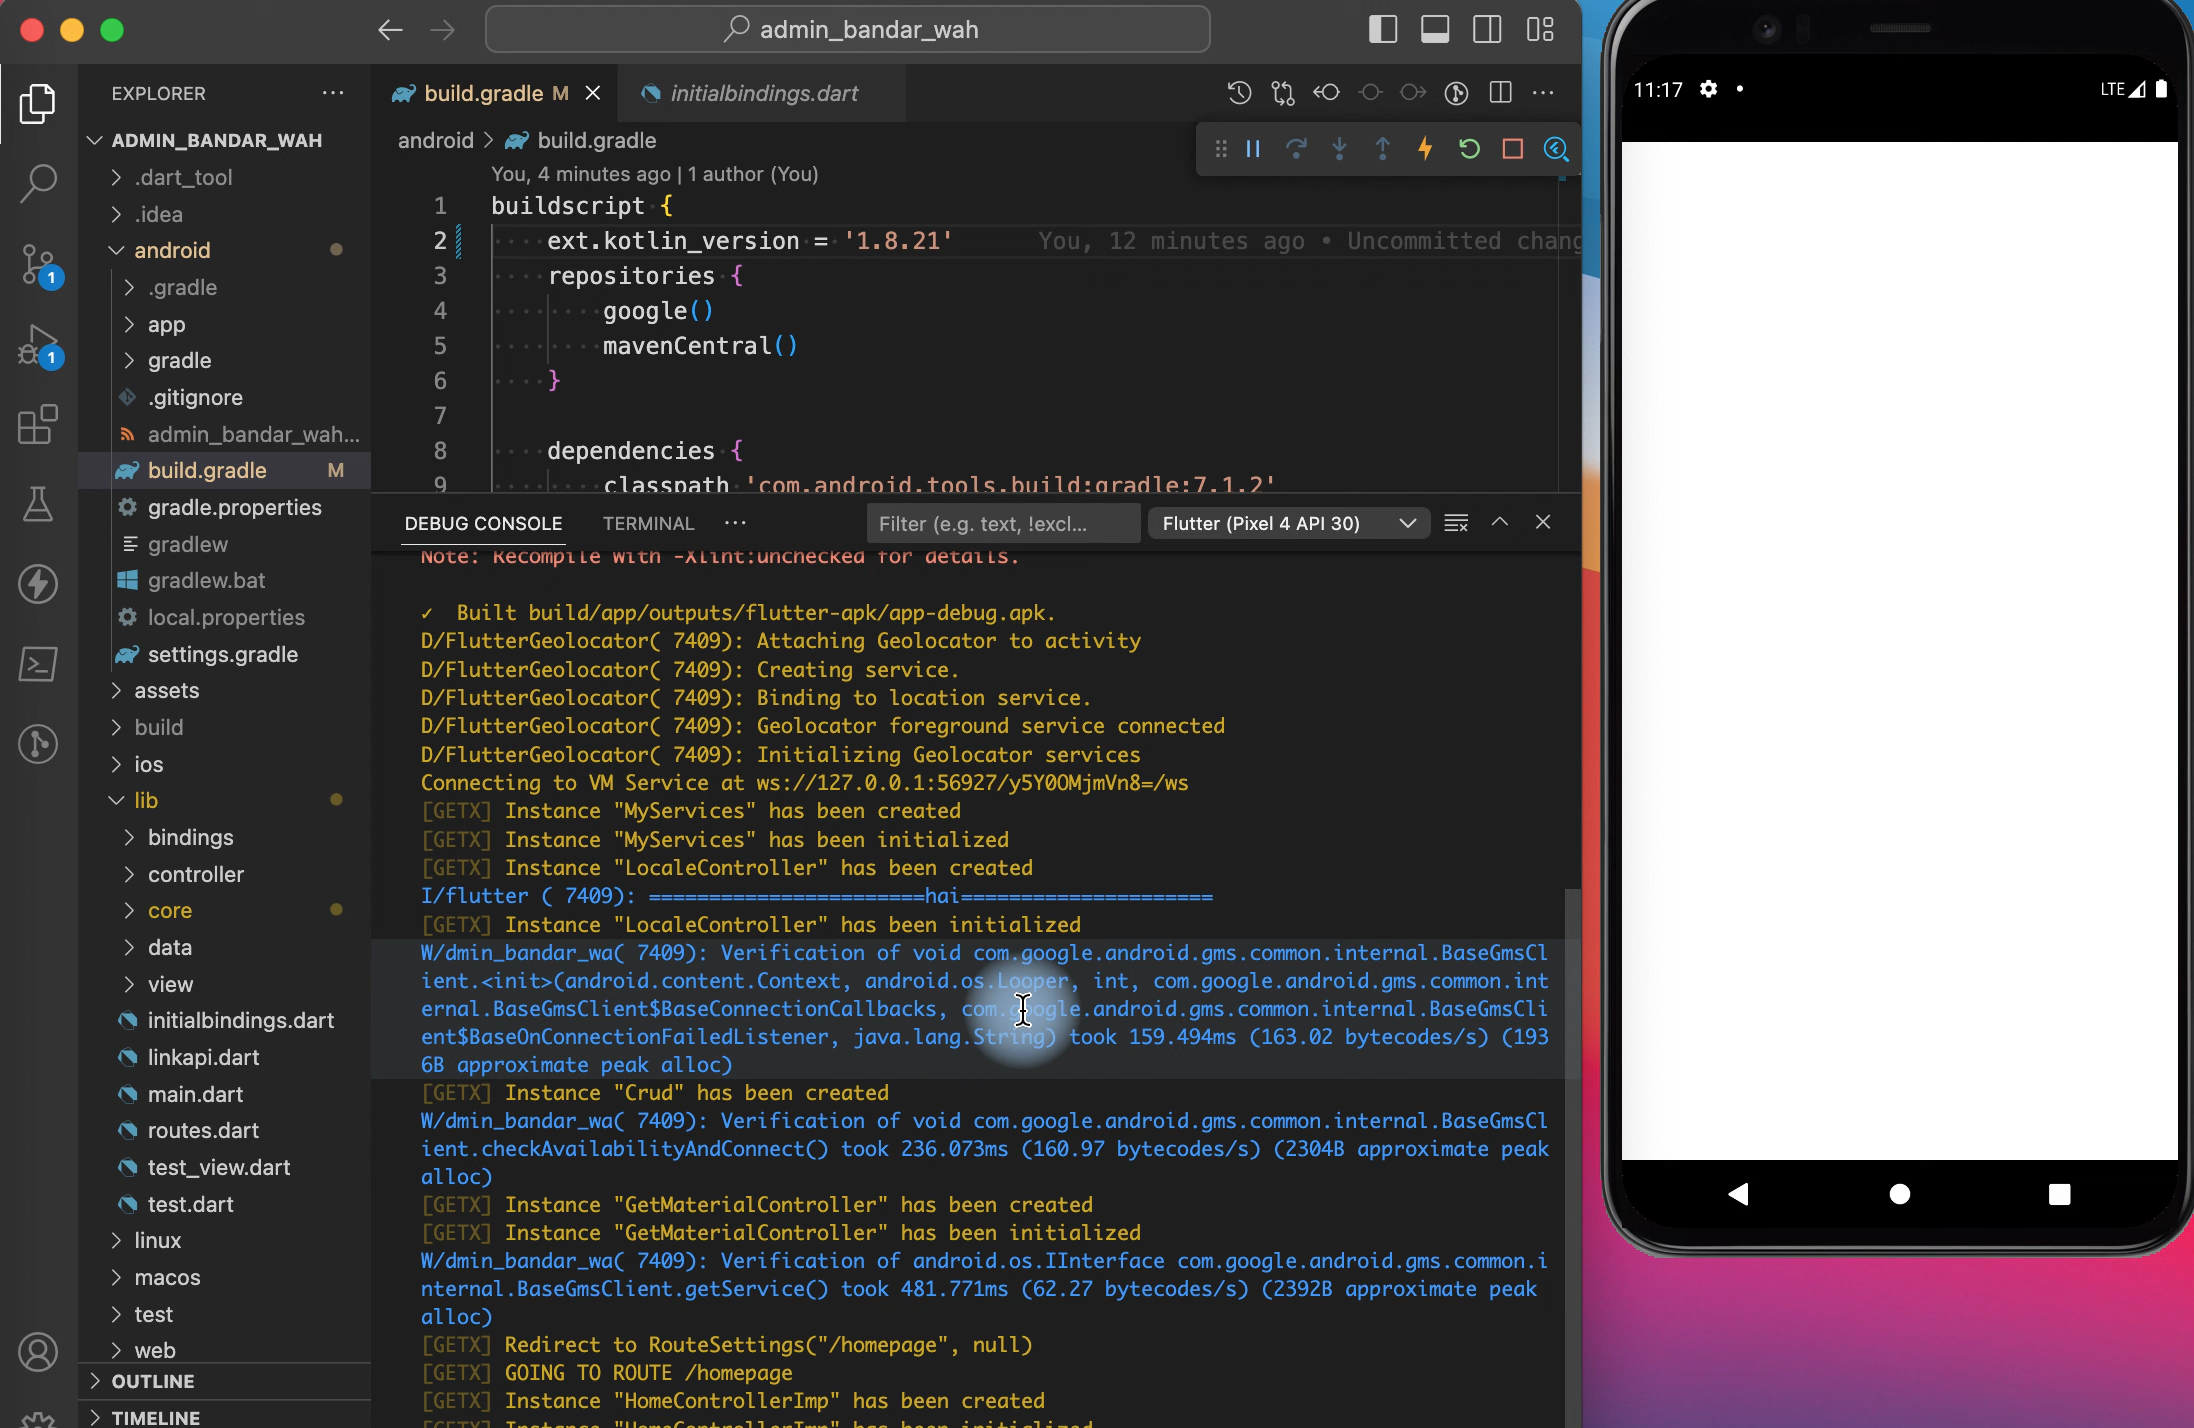 admin_bandar_wah
EXPLORER
ADMIN_BANDAR_WAH
.dart_tool
.idea
android
.gradle
app
gradle
.gitignore
admin_bandar_wah...
build.gradle M
gradle.properties
gradlew
gradlew.bat
local.properties
settings.gradle
assets
build
ios
lib
bindings
controller
core
data
view
initialbindings.dart
linkapi.dart
main.dart
routes.dart
test_view.dart
test.dart
linux
macos
test
web
OUTLINE
TIMELINE
1
1
build.gradle M
initialbindings.dart
android > build.gradle
You, 4 minutes ago | 1 author (You)
1 buildscript {
2 ext.kotlin_version = '1.8.21' You, 12 minutes ago • Uncommitted chang
3 repositories {
4 google()
5 mavenCentral()
6 }
7
8 dependencies {
9 classpath 'com.android.tools.build:gradle:7.1.2'
DEBUG CONSOLE TERMINAL
Filter (e.g. text, !excl...
Flutter (Pixel 4 API 30)
Note: Recompile with -Xlint:unchecked for details.
✓ Built build/app/outputs/flutter-apk/app-debug.apk.
D/FlutterGeolocator( 7409): Attaching Geolocator to activity
D/FlutterGeolocator( 7409): Creating service.
D/FlutterGeolocator( 7409): Binding to location service.
D/FlutterGeolocator( 7409): Geolocator foreground service connected
D/FlutterGeolocator( 7409): Initializing Geolocator services
Connecting to VM Service at ws://127.0.0.1:56927/y5Y0OMjmVn8=/ws
[GETX] Instance "MyServices" has been created
[GETX] Instance "MyServices" has been initialized
[GETX] Instance "LocaleController" has been created
I/flutter ( 7409): =======================hai=====================
[GETX] Instance "LocaleController" has been initialized
W/dmin_bandar_wa( 7409): Verification of void com.google.android.gms.common.internal.BaseGmsCl
ient.<init>(android.content.Context, android.os.Looper, int, com.google.android.gms.common.int
ernal.BaseGmsClient$BaseConnectionCallbacks, com.google.android.gms.common.internal.BaseGmsCli
ent$BaseOnConnectionFailedListener, java.lang.String) took 159.494ms (163.02 bytecodes/s) (193
6B approximate peak alloc)
[GETX] Instance "Crud" has been created
W/dmin_bandar_wa( 7409): Verification of void com.google.android.gms.common.internal.BaseGmsCl
ient.checkAvailabilityAndConnect() took 236.073ms (160.97 bytecodes/s) (2304B approximate peak
alloc)
[GETX] Instance "GetMaterialController" has been created
[GETX] Instance "GetMaterialController" has been initialized
W/dmin_bandar_wa( 7409): Verification of android.os.IInterface com.google.android.gms.common.i
nternal.BaseGmsClient.getService() took 481.771ms (62.27 bytecodes/s) (2392B approximate peak
alloc)
[GETX] Redirect to RouteSettings("/homepage", null)
[GETX] GOING TO ROUTE /homepage
[GETX] Instance "HomeControllerImp" has been created
[GETX] Instance "HomeControllerImp" has been initialized
11:17
LTE